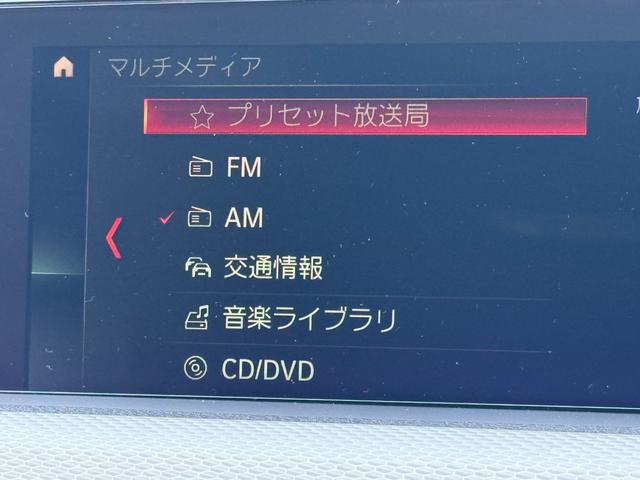 マルチメディア
プリセット放送局
FM
AM
交通情報
音楽ライブラリ
CD/DVD